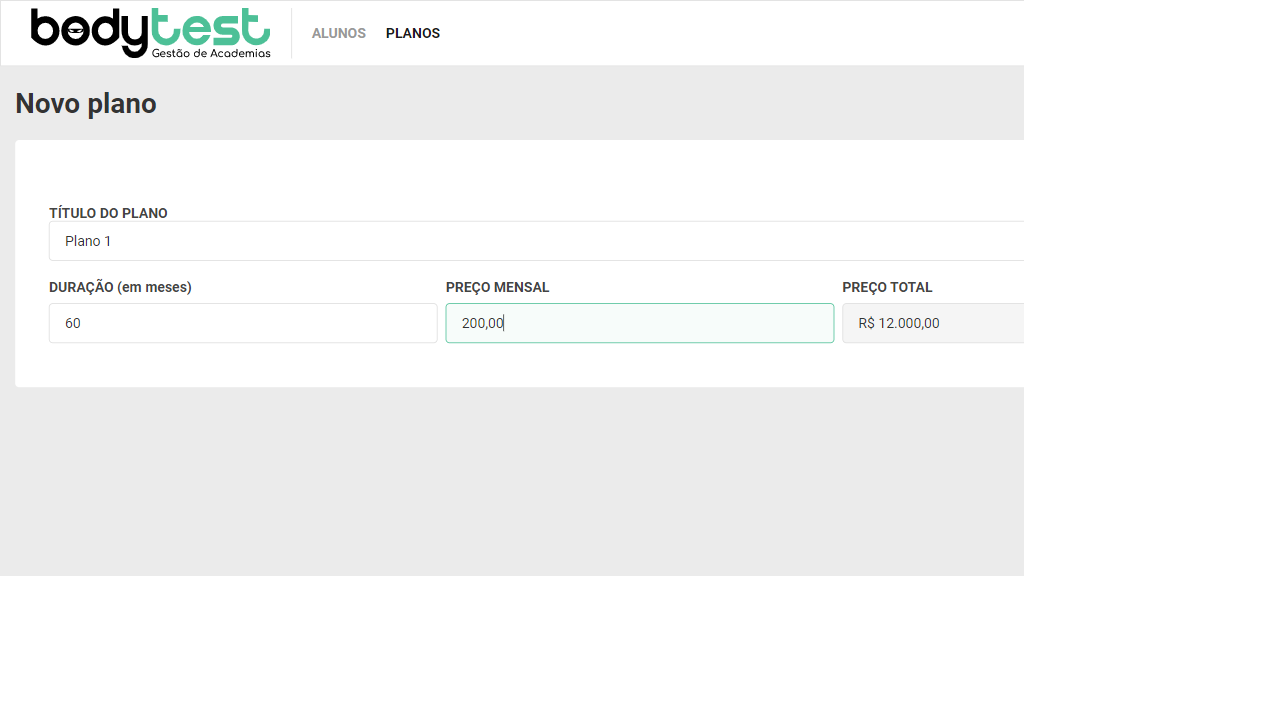 bodytest
Gestão de Academias
ALUNOS PLANOS
Novo plano
TÍTULO DO PLANO
Plano 1
DURAÇÃO (em meses) PREÇO MENSAL PREÇO TOTAL
60 200,00 R$ 12.000,00